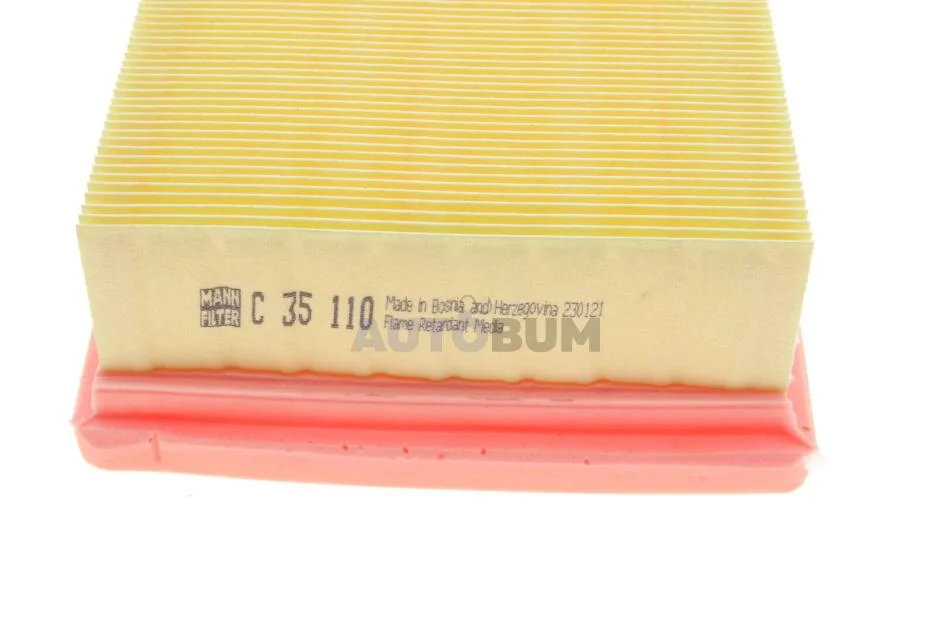 MANN
FILTER
C 35 110
Made in Bosnia and Herzegovina 230121
Flame Retardant Media
AUTOBUM